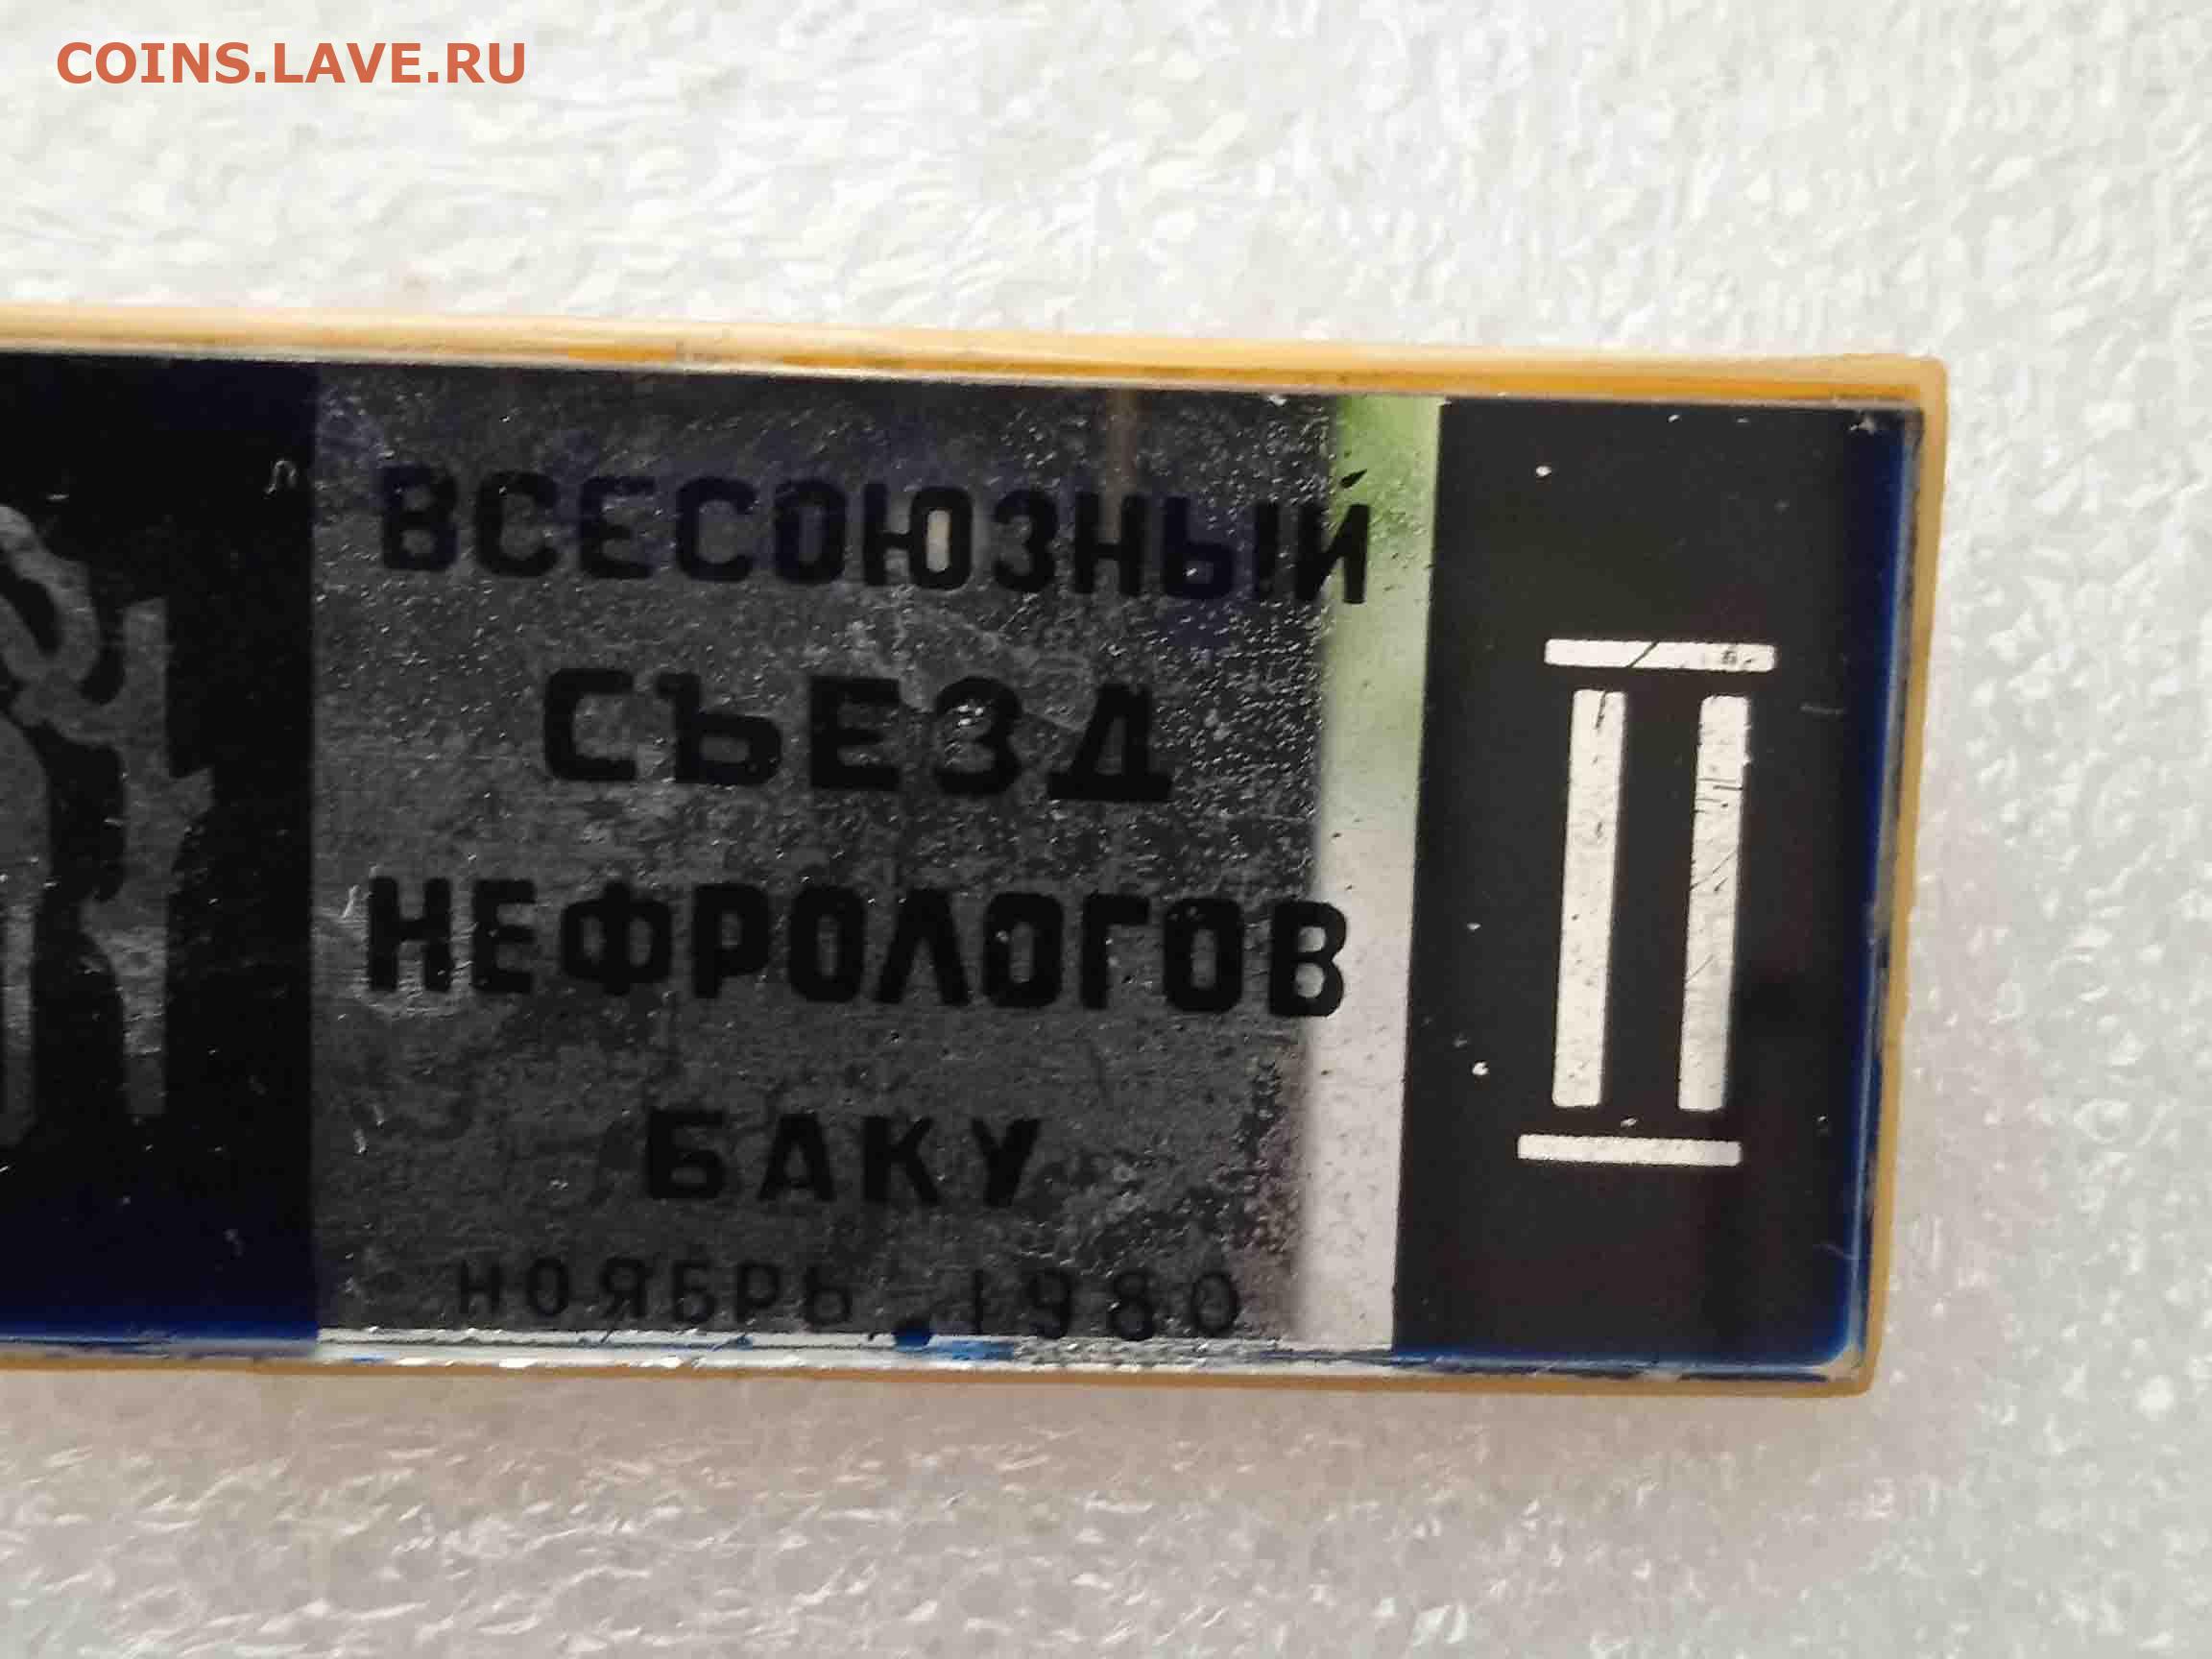 COINS.LAVE.RU
ВСЕСОЮЗНЫЙ
СЪЕЗД
НЕФРОЛОГОВ
БАКУ
НОЯБРЬ . 1980
II